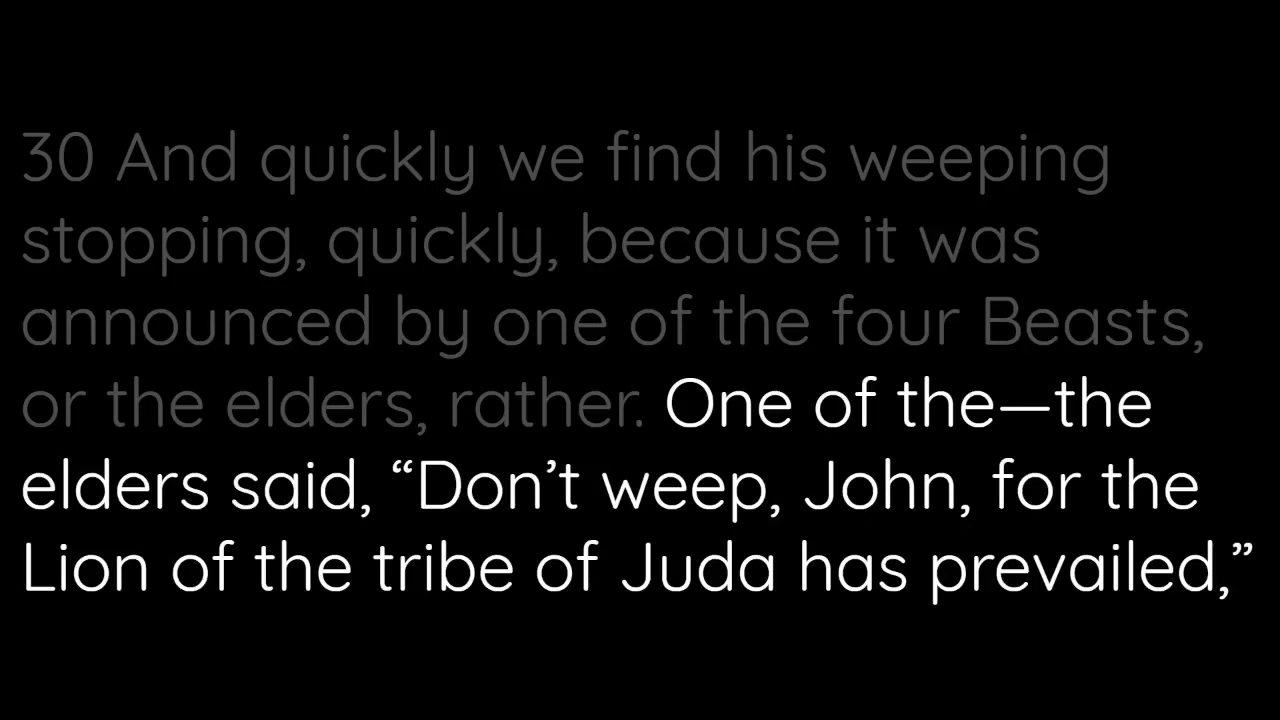 30 And quickly we find his weeping
stopping, quickly, because it was
announced by one of the four Beasts,
or the elders, rather. One of the—the
elders said, “Don’t weep, John, for the
Lion of the tribe of Juda has prevailed,”